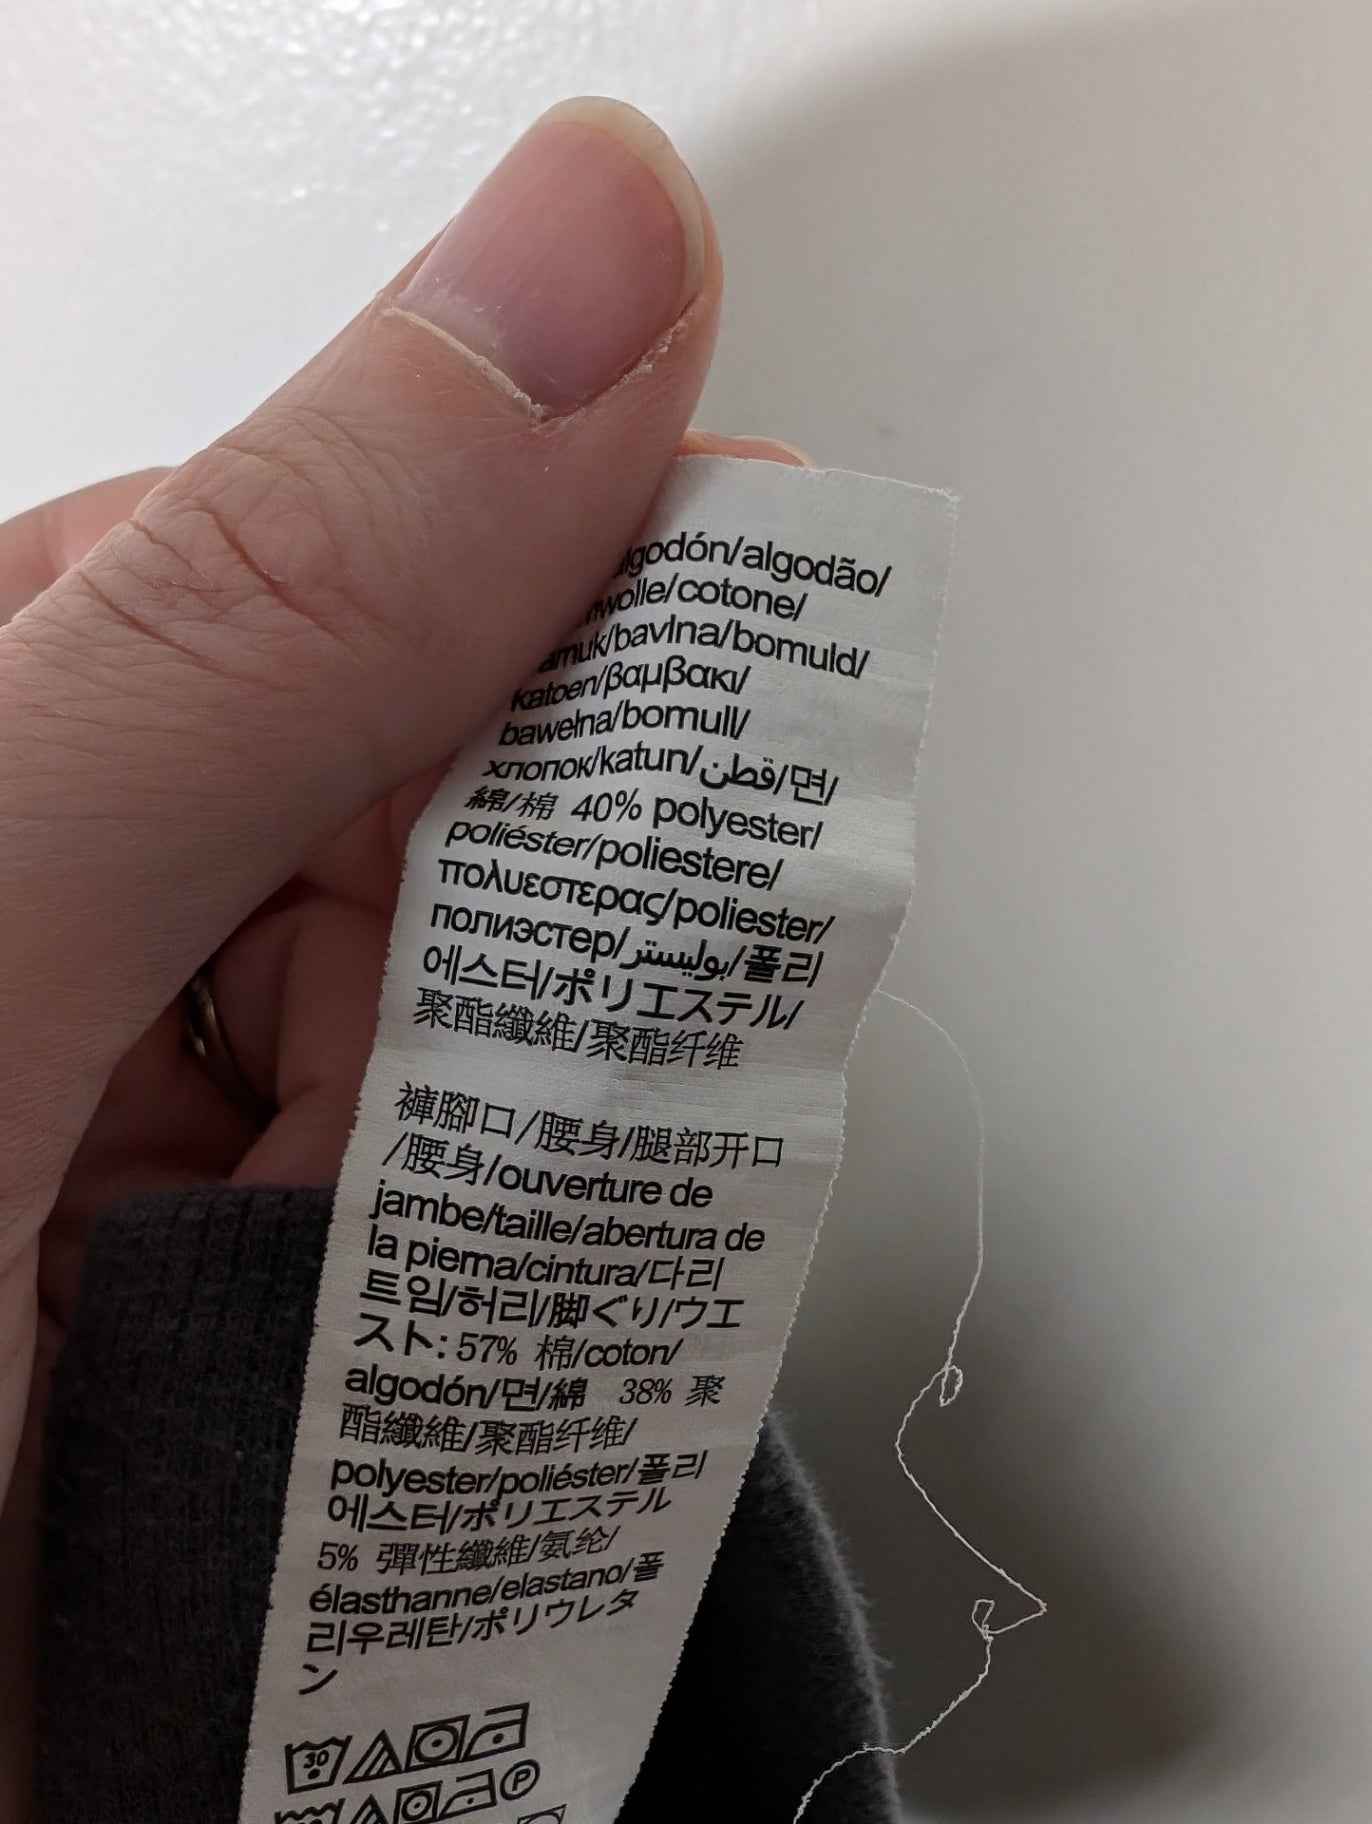 algodón/algodão/
cotone/
bavlna/bomuld/
katoen/βαμβακι/
bawełna/bomull/
хлопок/katun/قطن/면/
綿/棉 40% polyester/
poliéster/poliestere/
πολυεστερας/poliester/
полиэстер/بوليستر/폴리
에스터/ポリエステル/
聚酯纖維/聚酯纤维
褲腳口/腰身/腿部开口
/腰身/ouverture de
jambe/taille/abertura de
la pierna/cintura/다리
트임/허리/脚ぐり/ウエ
スト: 57% 棉/coton/
algodón/면/綿 38% 聚
酯纖維/聚酯纤维/
polyester/poliéster/폴리
에스터/ポリエステル
5% 彈性纖維/氨纶/
élasthanne/elastano/폴
리우레탄/ポリウレタ
ン
30
P